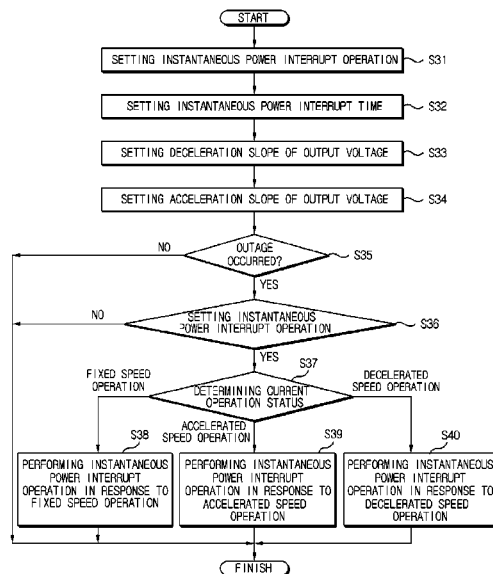 START
SETTING INSTANTANEOUS POWER INTERRUPT OPERATION
S31
SETTING INSTANTANEOUS POWER INTERRUPT TIME
S32
SETTING DECELERATION SLOPE OF OUTPUT VOLTAGE
S33
SETTING ACCELERATION SLOPE OF OUTPUT VOLTAGE
S34
NO
OUTAGE
OCCURRED?
S35
YES
NO
SETTING INSTANTANEOUS
POWER INTERRUPT OPERATION
S36
YES
S37
FIXED SPEED
OPERATION
DETERMINING CURRENT
OPERATION STATUS
DECELERATED
SPEED OPERATION
ACCELERATED
SPEED OPERATION
S38
PERFORMING INSTANTANEOUS
POWER INTERRUPT
OPERATION IN RESPONSE TO
FIXED SPEED OPERATION
S39
PERFORMING INSTANTANEOUS
POWER INTERRUPT
OPERATION IN RESPONSE TO
ACCELERATED SPEED
OPERATION
S40
PERFORMING INSTANTANEOUS
POWER INTERRUPT
OPERATION IN RESPONSE TO
DECELERATED SPEED
OPERATION
FINISH